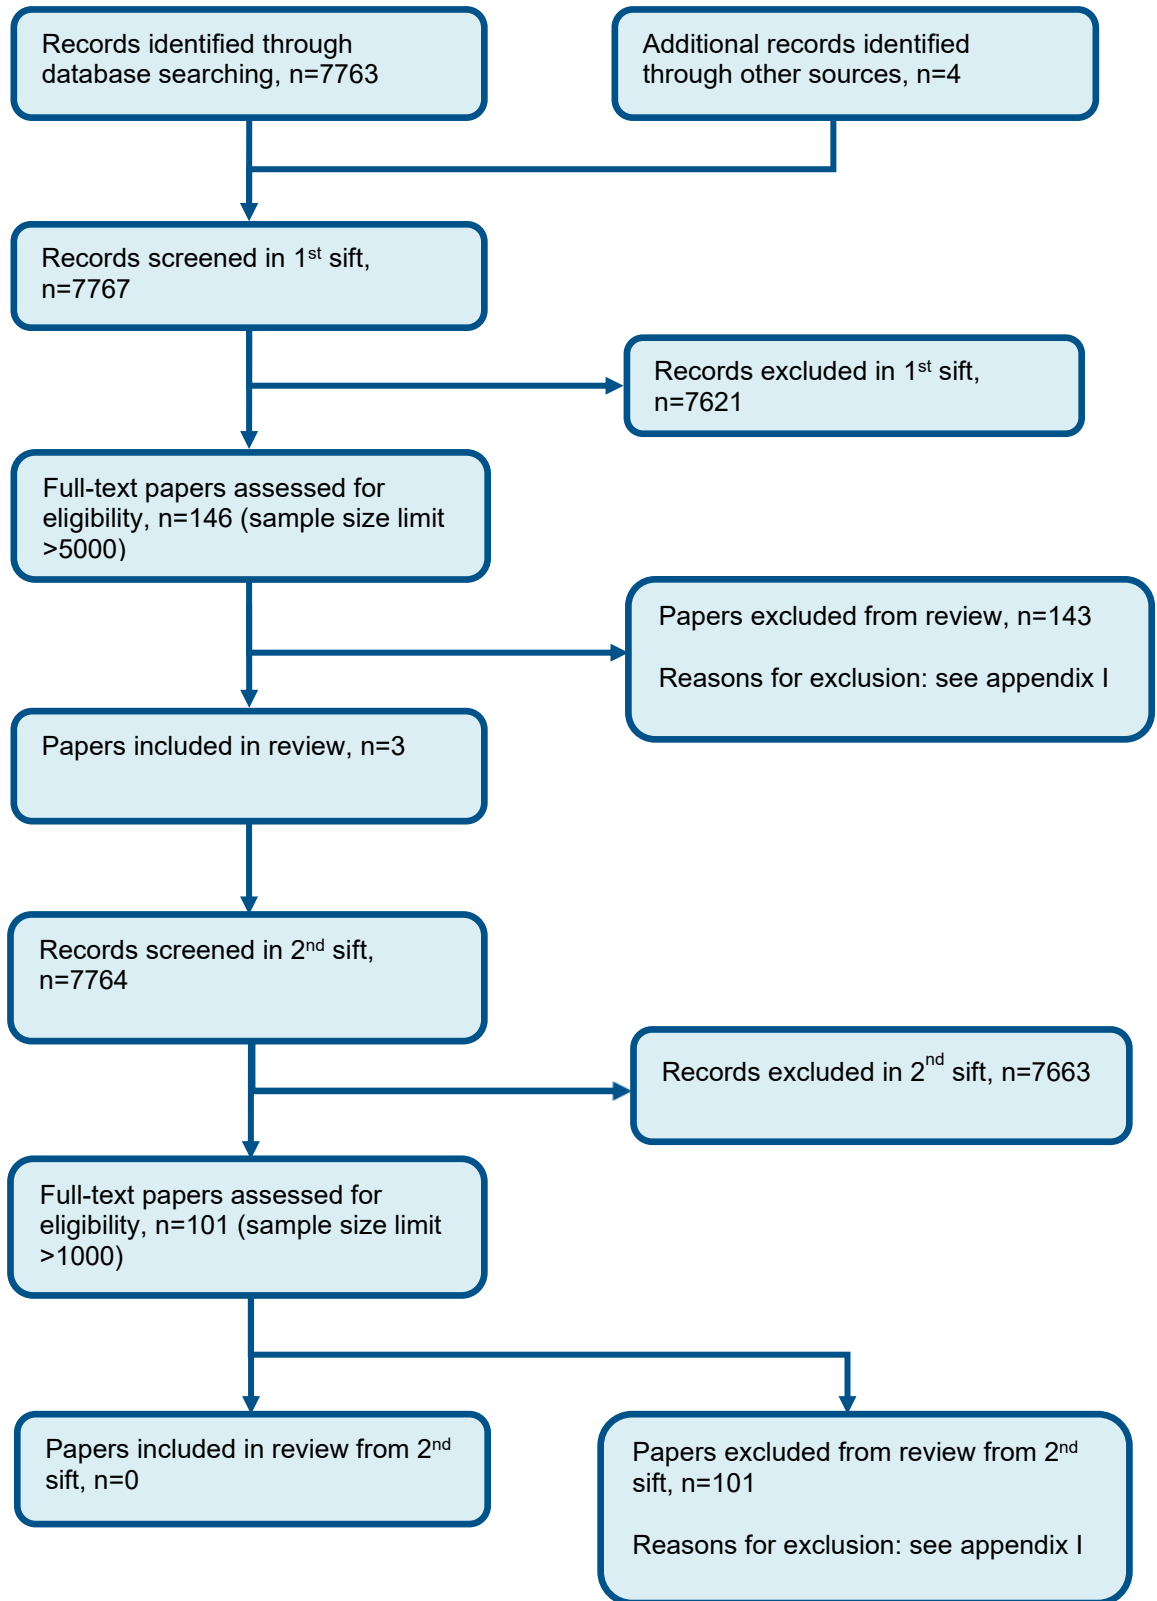 Records identified through
database searching, n=7763
Additional records identified
through other sources, n=4
Records screened in 1st sift,
n=7767
Records excluded in 1st sift,
n=7621
Full-text papers assessed for
eligibility, n=146 (sample size limit
>5000)
Papers excluded from review, n=143
Reasons for exclusion: see appendix I
Papers included in review, n=3
Records screened in 2nd sift,
n=7764
Records excluded in 2nd sift, n=7663
Full-text papers assessed for
eligibility, n=101 (sample size limit
>1000)
Papers included in review from 2nd
sift, n=0
Papers excluded from review from 2nd
sift, n=101
Reasons for exclusion: see appendix I